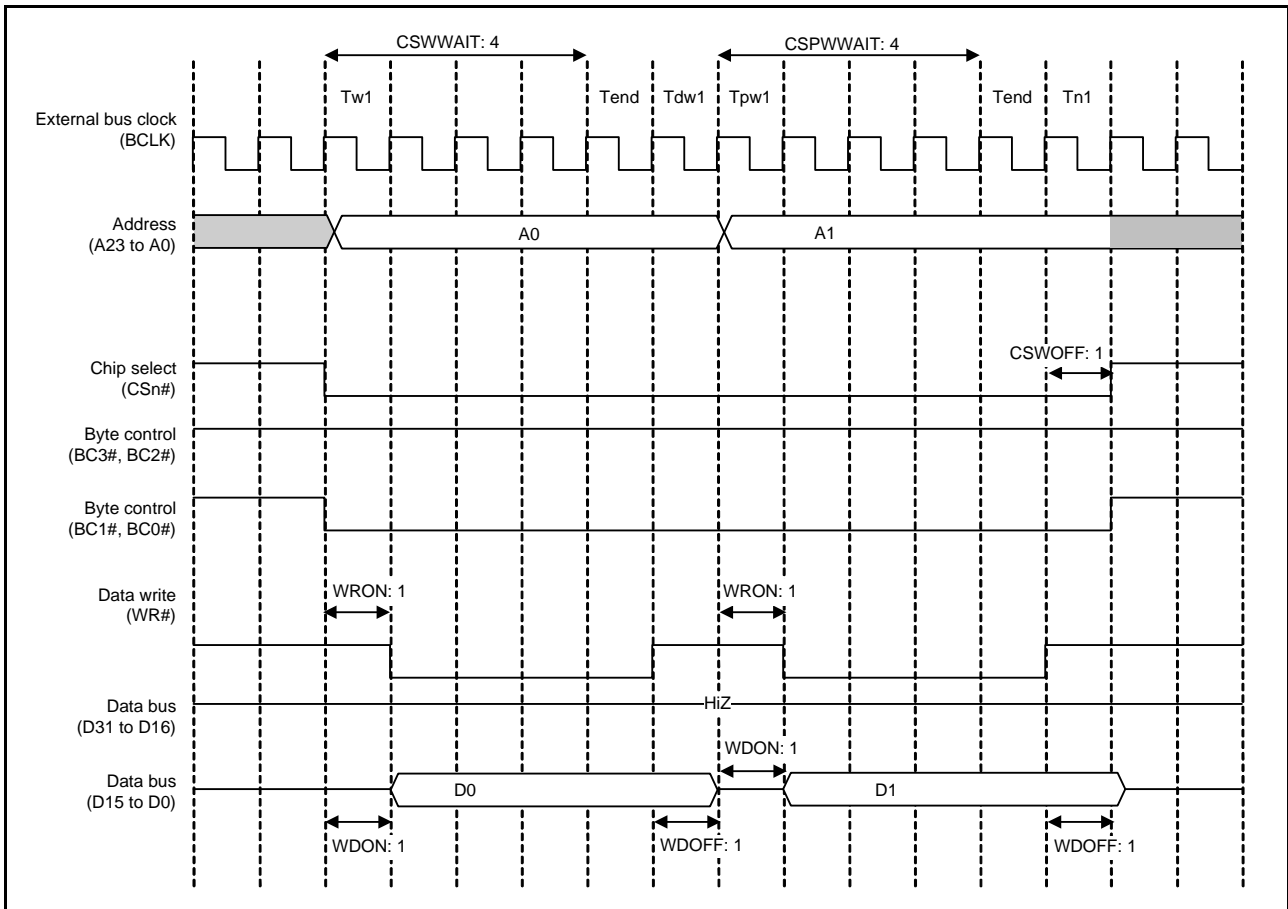 CSWWAIT: 4 CSPWWAIT: 4
Tw1 Tend Tdw1 Tpw1 Tend Tn1
External bus clock
(BCLK)
Address
(A23 to A0)
A0 A1
CSWOFF: 1
Chip select
(CSn#)
Byte control
(BC3#, BC2#)
Byte control
(BC1#, BC0#)
Data write
(WR#)
WRON: 1 WRON: 1
Data bus
(D31 to D16)
HiZ
WDON: 1
Data bus
(D15 to D0)
D0 D1
WDON: 1 WDOFF: 1 WDOFF: 1